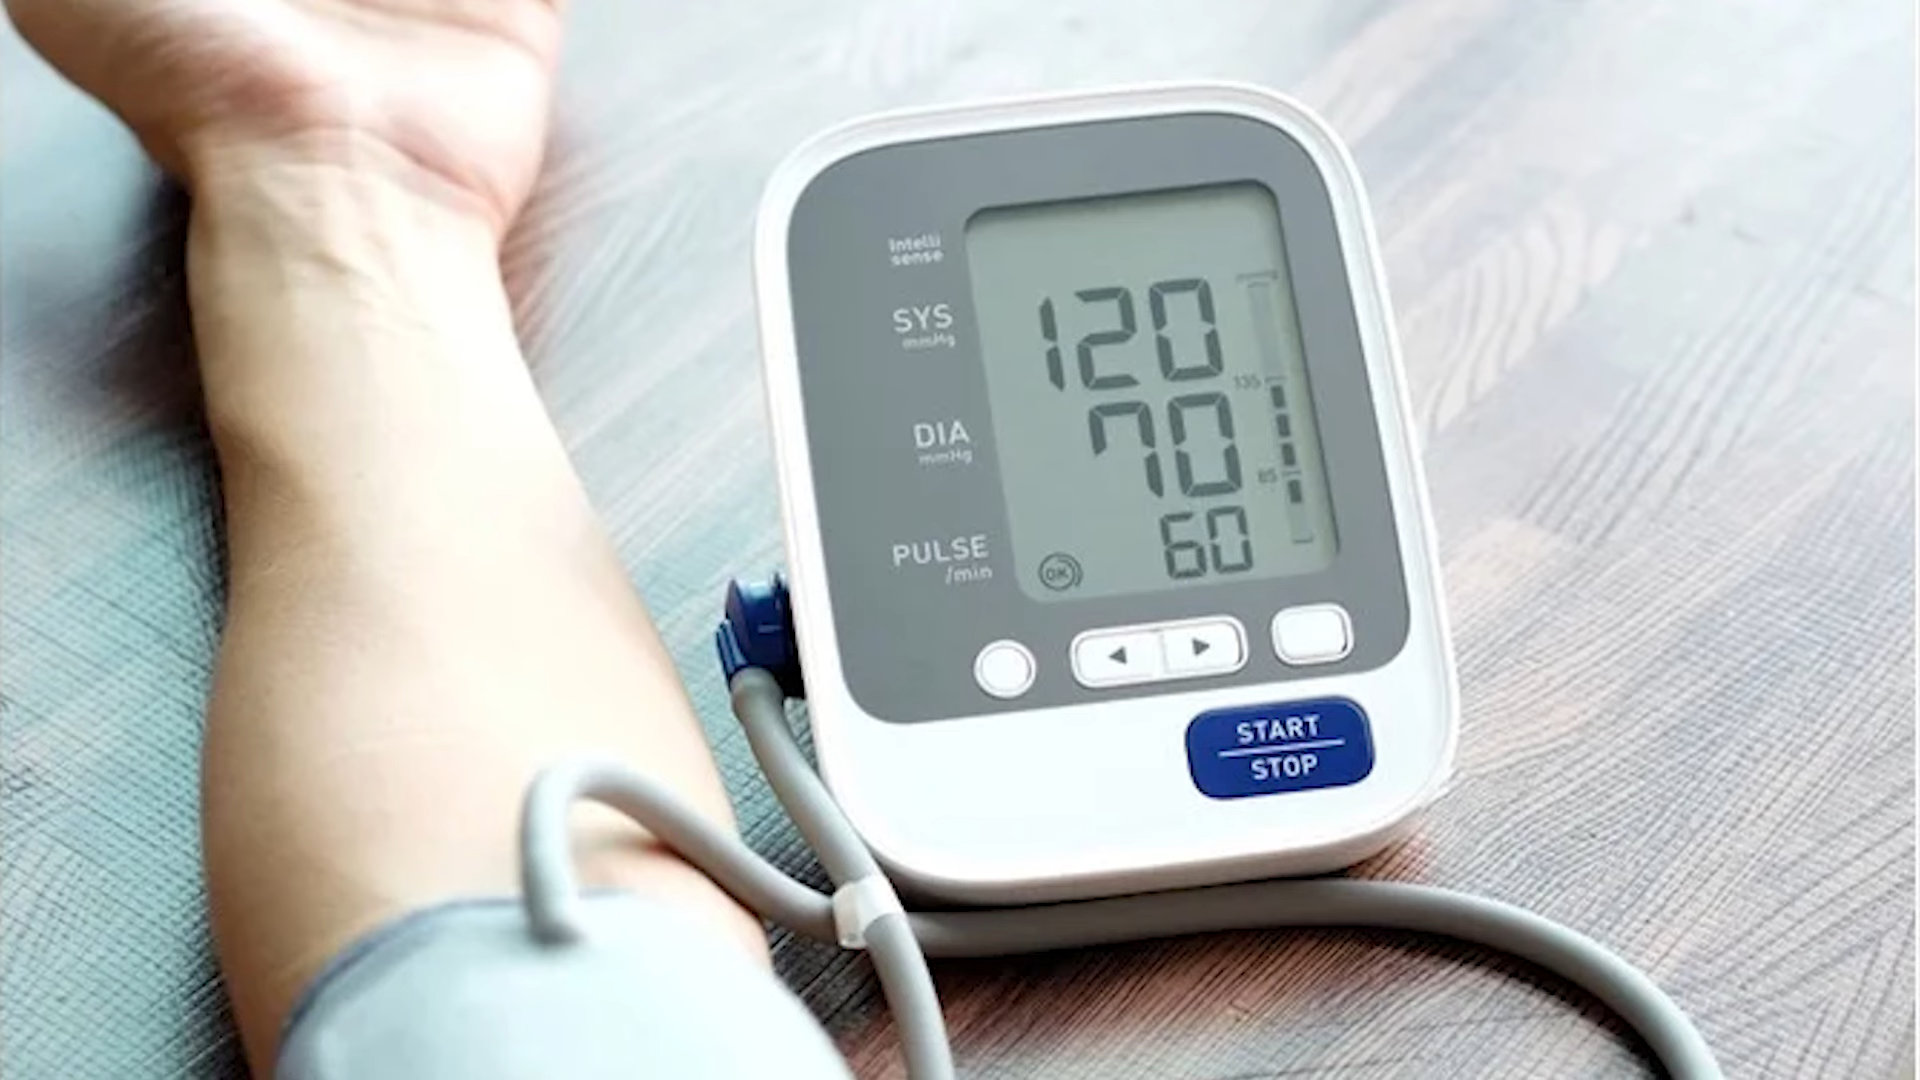 Intelli
sense
SYS
mmHg
120
135
DIA
mmHg
70
85
PULSE
/min
60
OK
START
STOP